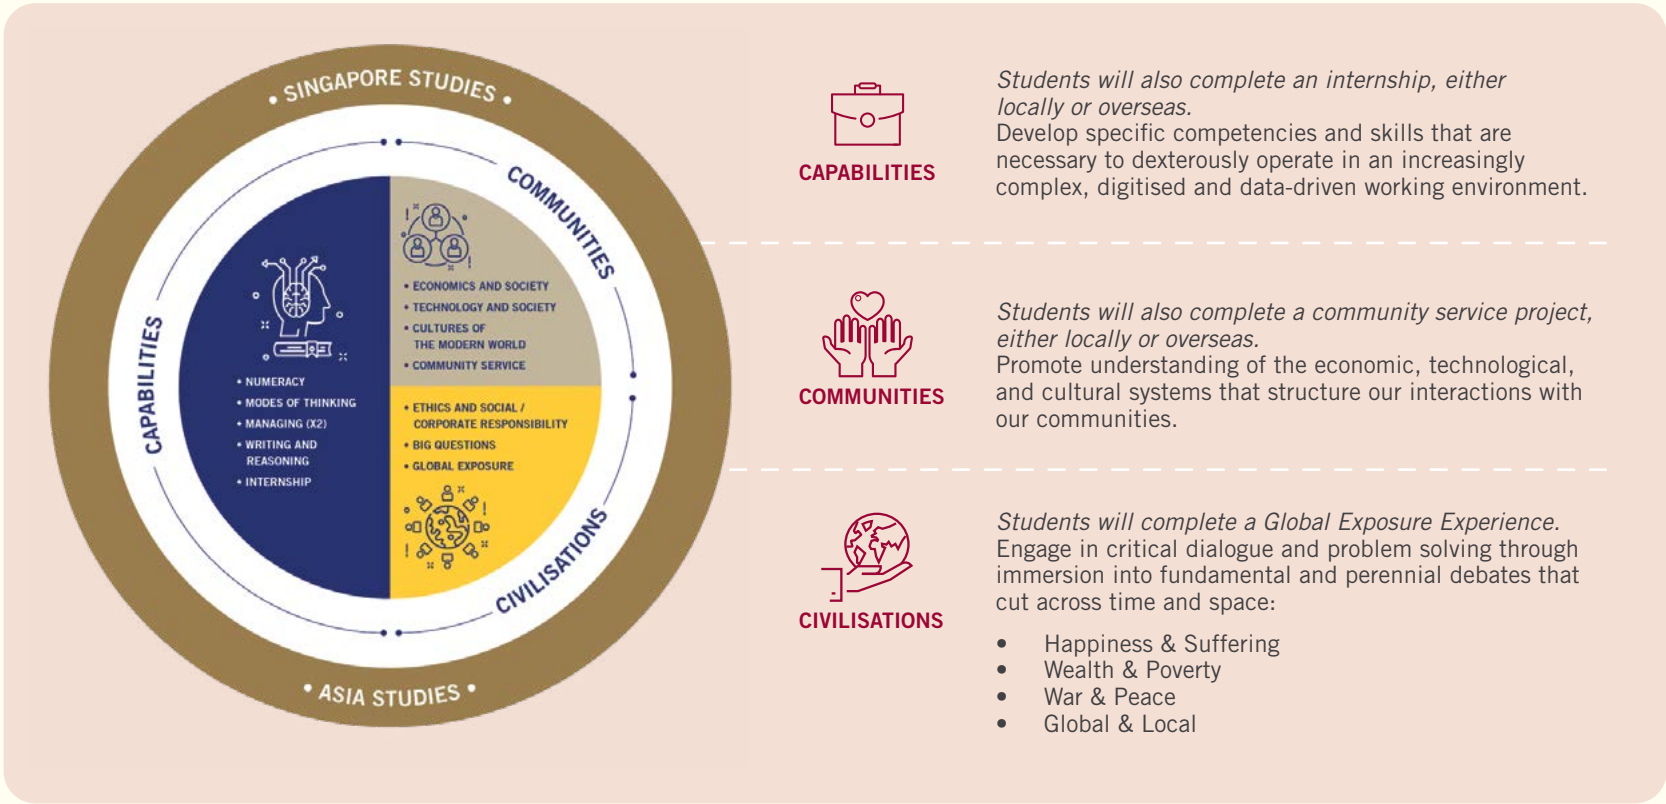 • SINGAPORE STUDIES •
COMMUNITIES
CAPABILITIES
CIVILISATIONS
• ASIA STUDIES •
• NUMERACY
• MODES OF THINKING
• MANAGING (X2)
• WRITING AND
REASONING
• INTERNSHIP
• ECONOMICS AND SOCIETY
• TECHNOLOGY AND SOCIETY
• CULTURES OF
THE MODERN WORLD
• COMMUNITY SERVICE
• ETHICS AND SOCIAL /
CORPORATE RESPONSIBILITY
• BIG QUESTIONS
• GLOBAL EXPOSURE
CAPABILITIES
Students will also complete an internship, either
locally or overseas.
Develop specific competencies and skills that are
necessary to dexterously operate in an increasingly
complex, digitised and data-driven working environment.
COMMUNITIES
Students will also complete a community service project,
either locally or overseas.
Promote understanding of the economic, technological,
and cultural systems that structure our interactions with
our communities.
CIVILISATIONS
Students will complete a Global Exposure Experience.
Engage in critical dialogue and problem solving through
immersion into fundamental and perennial debates that
cut across time and space:
• Happiness & Suffering
• Wealth & Poverty
• War & Peace
• Global & Local